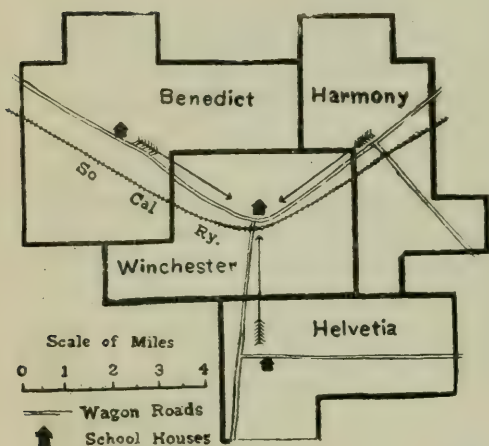 Benedict
Harmony
So
Cal
Ry.
Winchester
Helvetia
Scale of Miles
0 1 2 3 4
Wagon Roads
School Houses